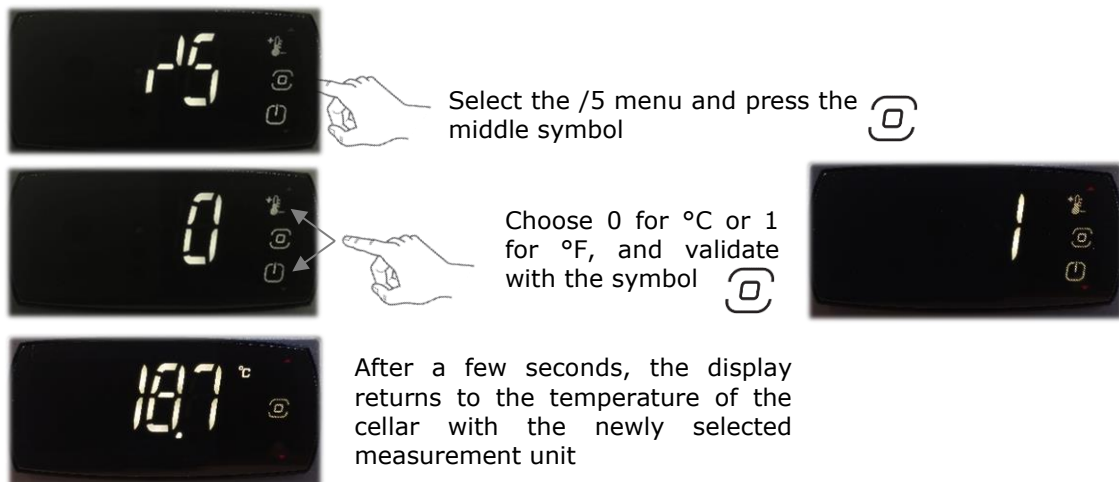 r'5
Select the /5 menu and press the
middle symbol
0
Choose 0 for °C or 1
for °F, and validate
with the symbol
1
18.7 °C
After a few seconds, the display
returns to the temperature of the
cellar with the newly selected
measurement unit